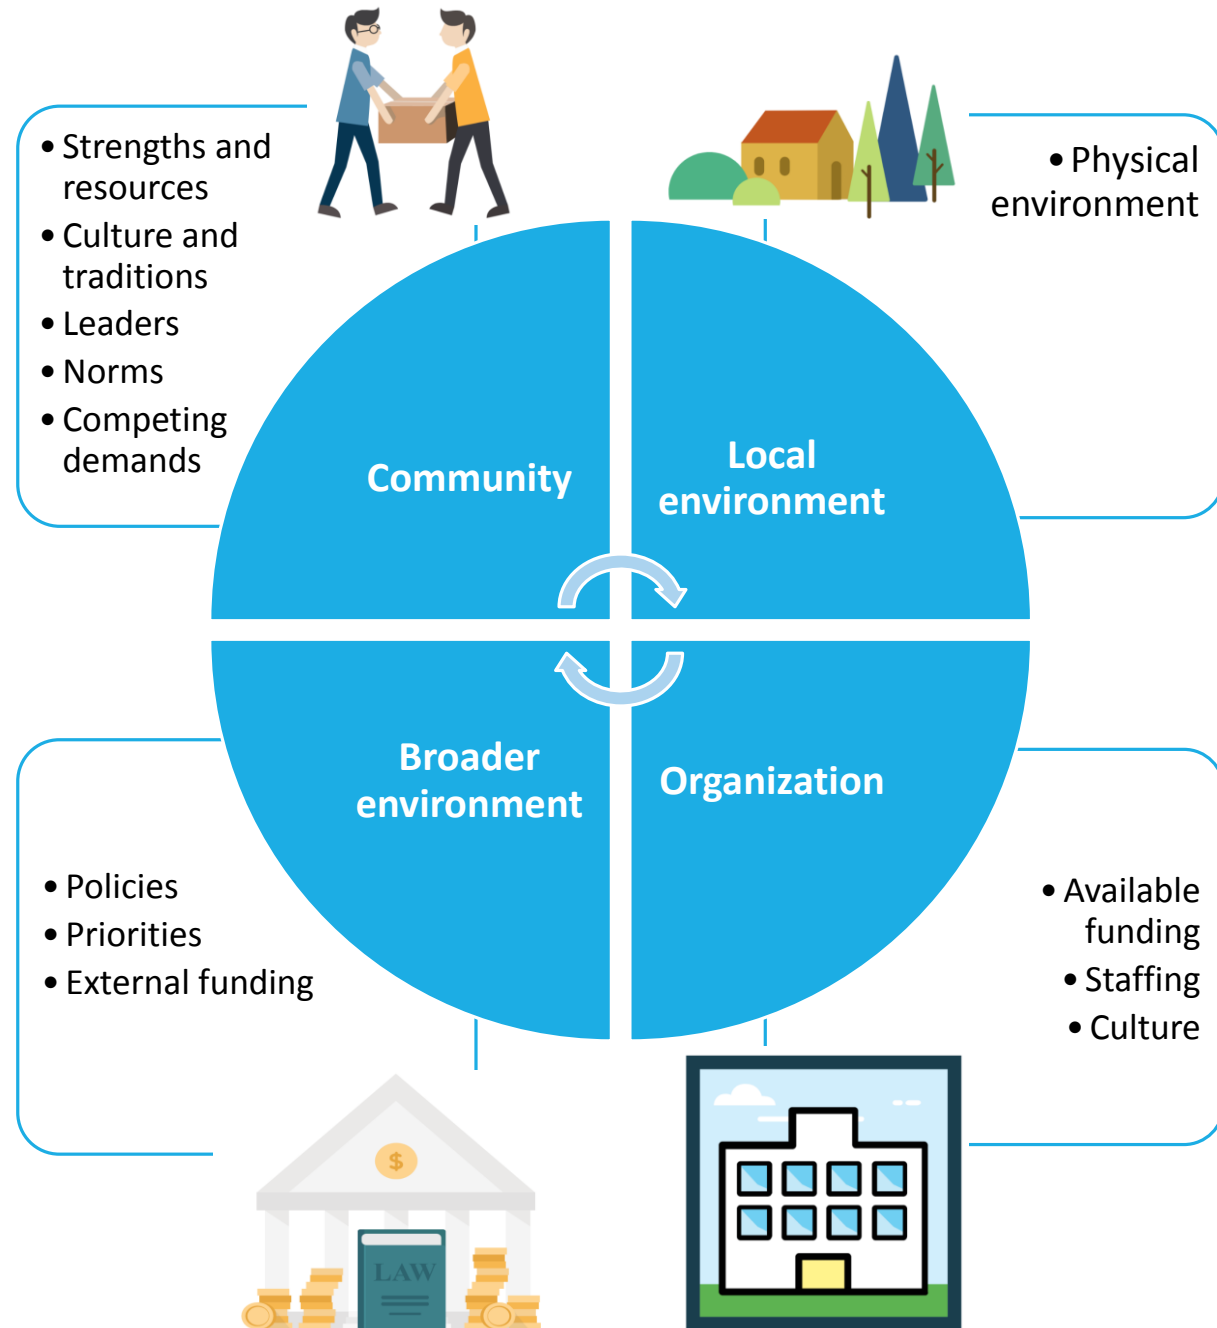 • Strengths and
resources
• Culture and
traditions
• Leaders
• Norms
• Competing
demands
• Physical
environment
Community
Local
environment
Broader
environment
Organization
• Policies
• Priorities
• External funding
• Available
funding
• Staffing
• Culture
$
LAW